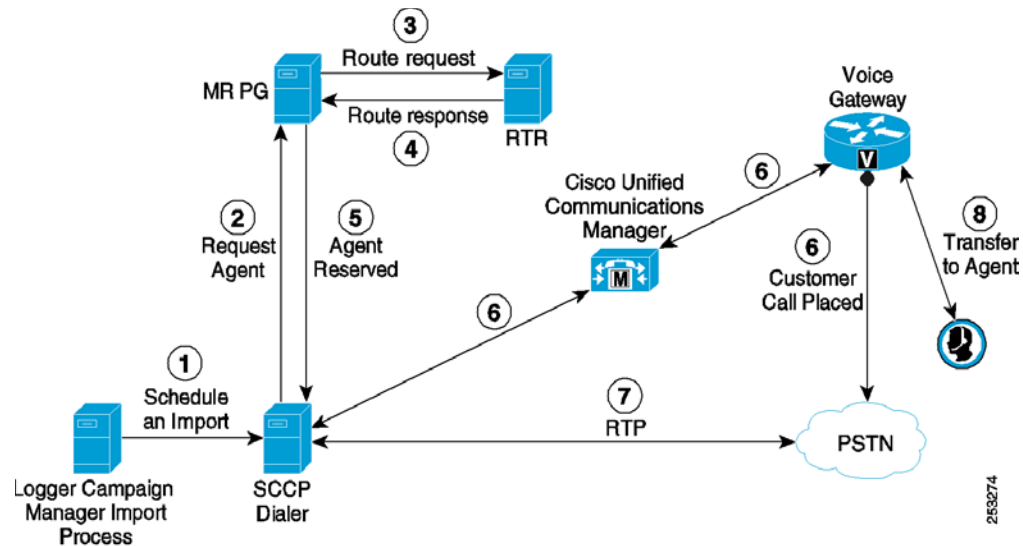 3
Route request
MR PG
Route response
4
RTR
Voice
Gateway
V
6
Cisco Unified
Communications
Manager
M
2
Request
Agent
5
Agent
Reserved
6
Customer
Call Placed
8
Transfer
to Agent
6
1
Schedule
an Import
7
RTP
PSTN
Logger Campaign
Manager Import
Process
SCCP
Dialer
253274